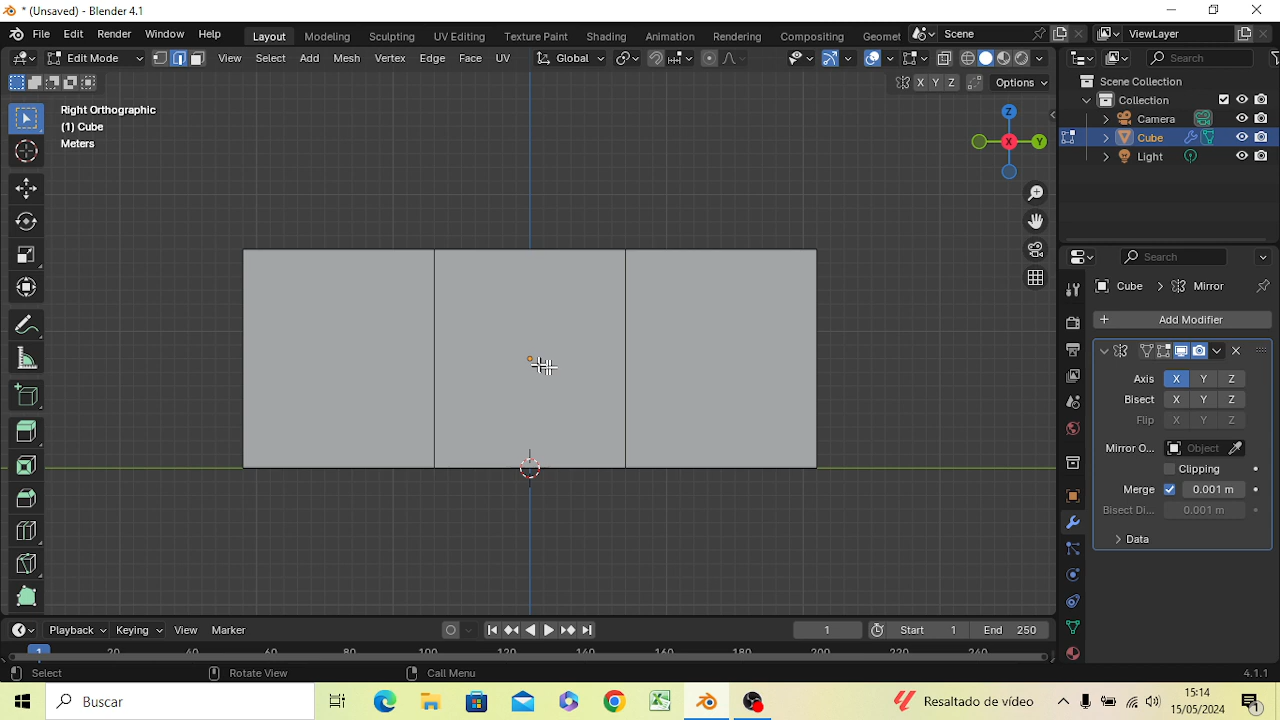 * (Unsaved) - Blender 4.1
File Edit Render Window Help Layout Modeling Sculpting UV Editing Texture Paint Shading Animation Rendering Compositing Geomet Scene ViewLayer
Edit Mode View Select Add Mesh Vertex Edge Face UV Global Search
X Y Z Options
Scene Collection
Collection
Camera
Cube
Light
Right Orthographic
(1) Cube
Meters
Z
X
Y
Search
Cube > Mirror
+ Add Modifier
Axis X Y Z
Bisect X Y Z
Flip X Y Z
Mirror O... Object
Clipping
Merge 0.001 m
Bisect Di... 0.001 m
Data
Playback Keying View Marker 1 Start 1 End 250
1 20 40 60 80 100 120 140 160 180 200 220 240
Select Rotate View Call Menu 4.1.1
Buscar Resaltado de vídeo 15:14
15/05/2024
1